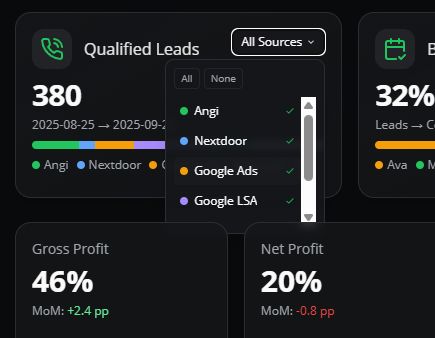 Qualified Leads
All Sources
380
2025-08-25 → 2025-09-2
Angi
Nextdoor
All
None
Angi
Nextdoor
Google Ads
Google LSA
32%
Leads →
Ava
Gross Profit
46%
MoM: +2.4 pp
Net Profit
20%
MoM: -0.8 pp